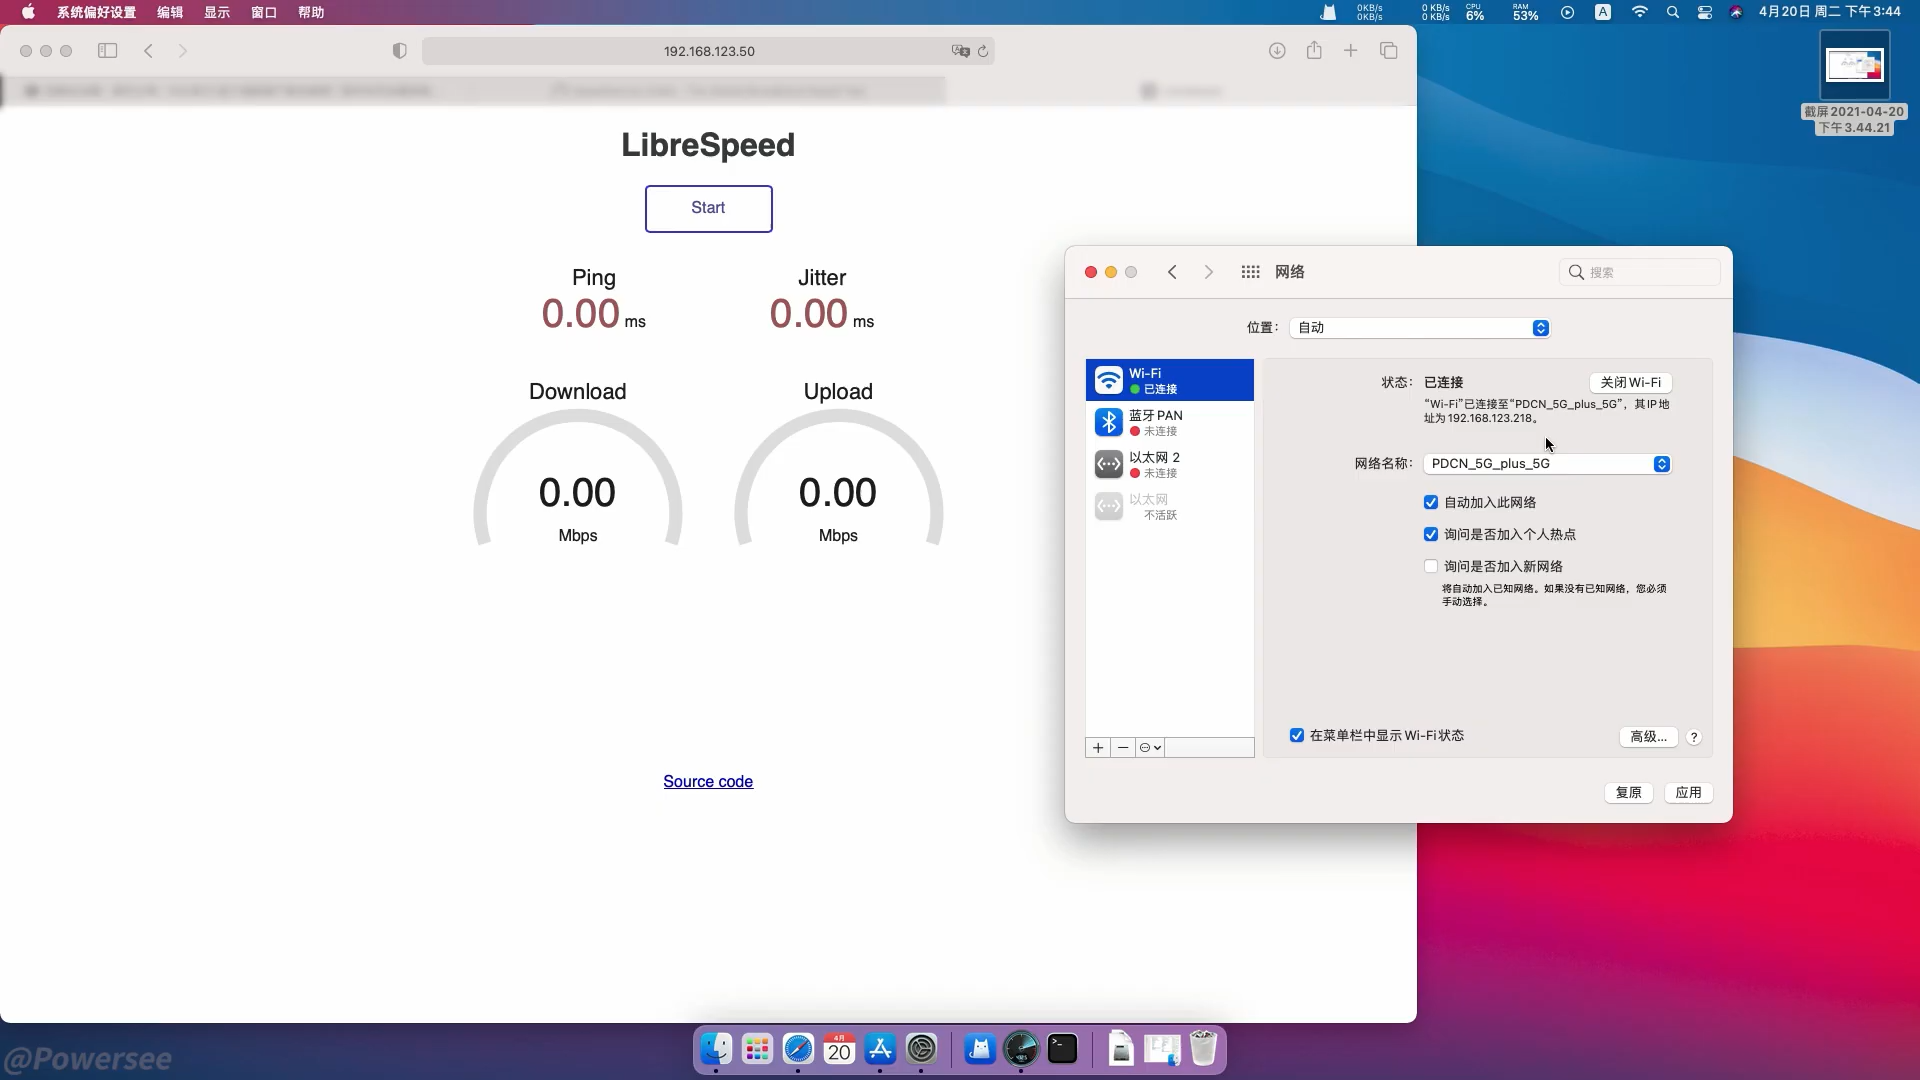 系统偏好设置 编辑 显示 窗口 帮助
0KB/s
0KB/s
0 KB/s
0 KB/s
CPU
6%
RAM
53%
A
4月20日 周二 下午3:44
192.168.123.50
截屏2021-04-20
下午3.44.21
LibreSpeed
Start
Ping
0.00 ms
Jitter
0.00 ms
Download
0.00
Mbps
Upload
0.00
Mbps
Source code
网络
搜索
位置：
自动
Wi-Fi
已连接
蓝牙 PAN
未连接
以太网 2
未连接
以太网
不活跃
状态：
已连接
关闭 Wi-Fi
“Wi-Fi”已连接至“PDCN_5G_plus_5G”，其 IP 地
址为 192.168.123.218。
网络名称：
PDCN_5G_plus_5G
自动加入此网络
询问是否加入个人热点
询问是否加入新网络
将自动加入已知网络。如果没有已知网络，您必须
手动选择。
在菜单栏中显示 Wi-Fi 状态
高级...
?
复原
应用
4月
20
@Powersee